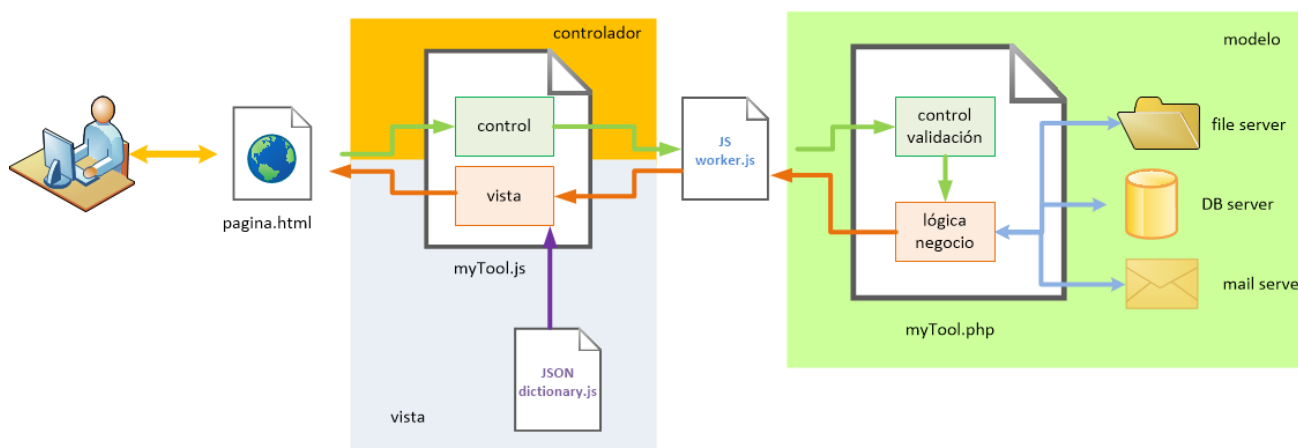 controlador
modelo
control
JS
worker.js
control
validación
file server
pagina.html
vista
lógica
negocio
DB server
myTool.js
mail serve
myTool.php
JSON
dictionary.js
vista